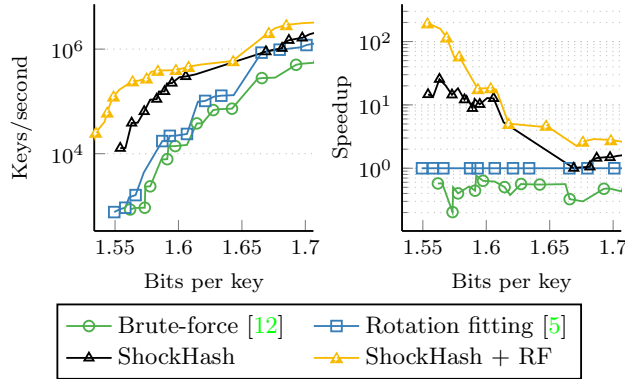 Keys/second
10^6
10^4
1.55 1.6 1.65 1.7
Bits per key
Speedup
10^2
10^1
10^0
1.55 1.6 1.65 1.7
Bits per key
Brute-force [12] Rotation fitting [5]
ShockHash ShockHash + RF